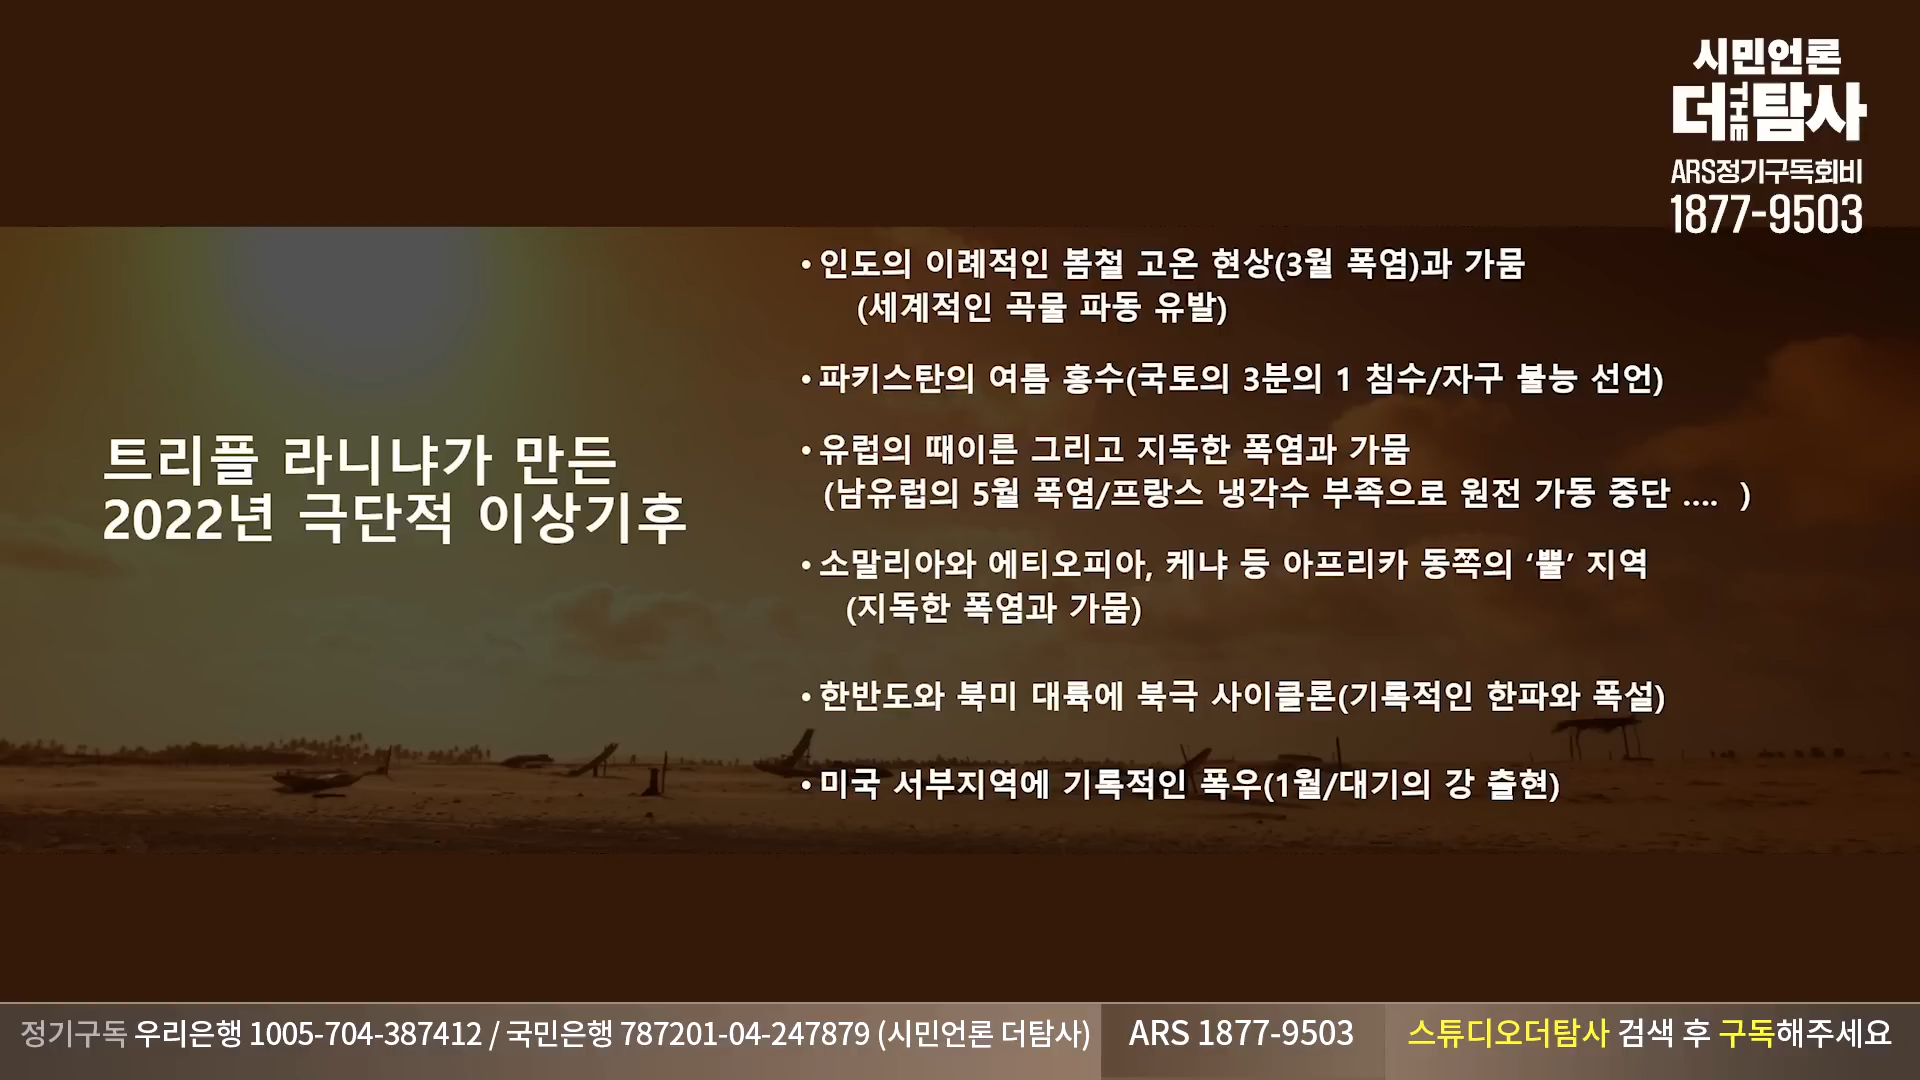 시민언론
더탐사
THE
ARS정기구독회비
1877-9503
트리플 라니냐가 만든
2022년 극단적 이상기후
• 인도의 이례적인 봄철 고온 현상(3월 폭염)과 가뭄
(세계적인 곡물 파동 유발)
• 파키스탄의 여름 홍수(국토의 3분의 1 침수/자구 불능 선언)
• 유럽의 때이른 그리고 지독한 폭염과 가뭄
(남유럽의 5월 폭염/프랑스 냉각수 부족으로 원전 가동 중단 .... )
• 소말리아와 에티오피아, 케냐 등 아프리카 동쪽의 ‘뿔’ 지역
(지독한 폭염과 가뭄)
• 한반도와 북미 대륙에 북극 사이클론(기록적인 한파와 폭설)
• 미국 서부지역에 기록적인 폭우(1월/대기의 강 출현)
정기구독 우리은행 1005-704-387412 / 국민은행 787201-04-247879 (시민언론 더탐사)
ARS 1877-9503
스튜디오더탐사 검색 후 구독해주세요